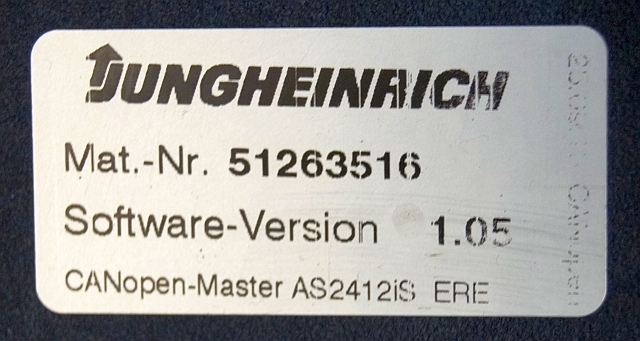 JUNGHEINRICH
Mat.-Nr. 51263516
Software-Version 1.05
CANopen-Master AS2412iS ERE